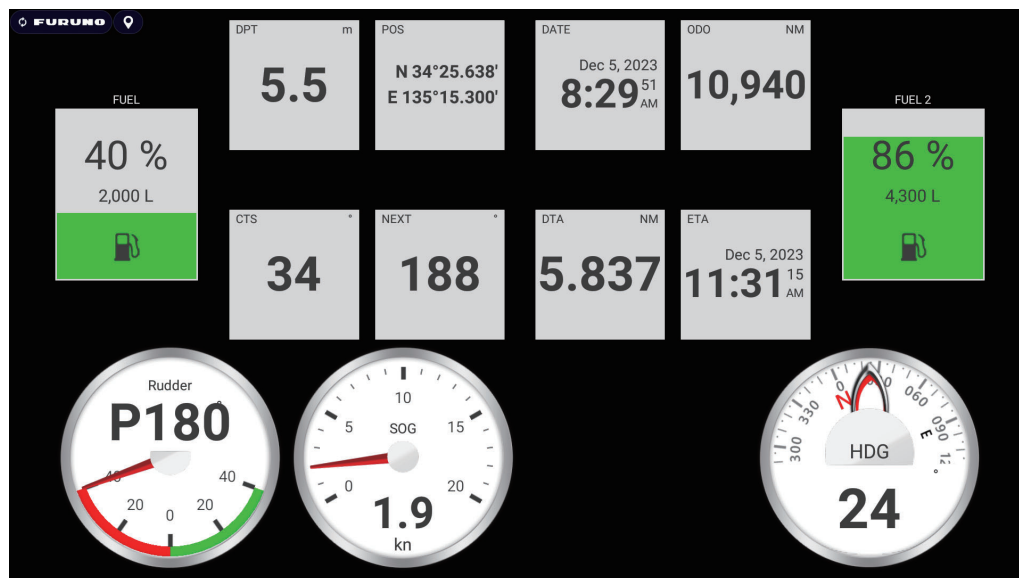 FURUNO
DPT m
5.5
POS
N 34°25.638'
E 135°15.300'
DATE
Dec 5, 2023
8:29 51 AM
ODO NM
10,940
FUEL
40 %
2,000 L
FUEL 2
86 %
4,300 L
CTS °
34
NEXT °
188
DTA NM
5.837
ETA
Dec 5, 2023
11:31 15 AM
Rudder
P180°
40 20 0 20 40
0 5 10 15 20
SOG
1.9
kn
300 330 N 060 090 E
HDG
°
24